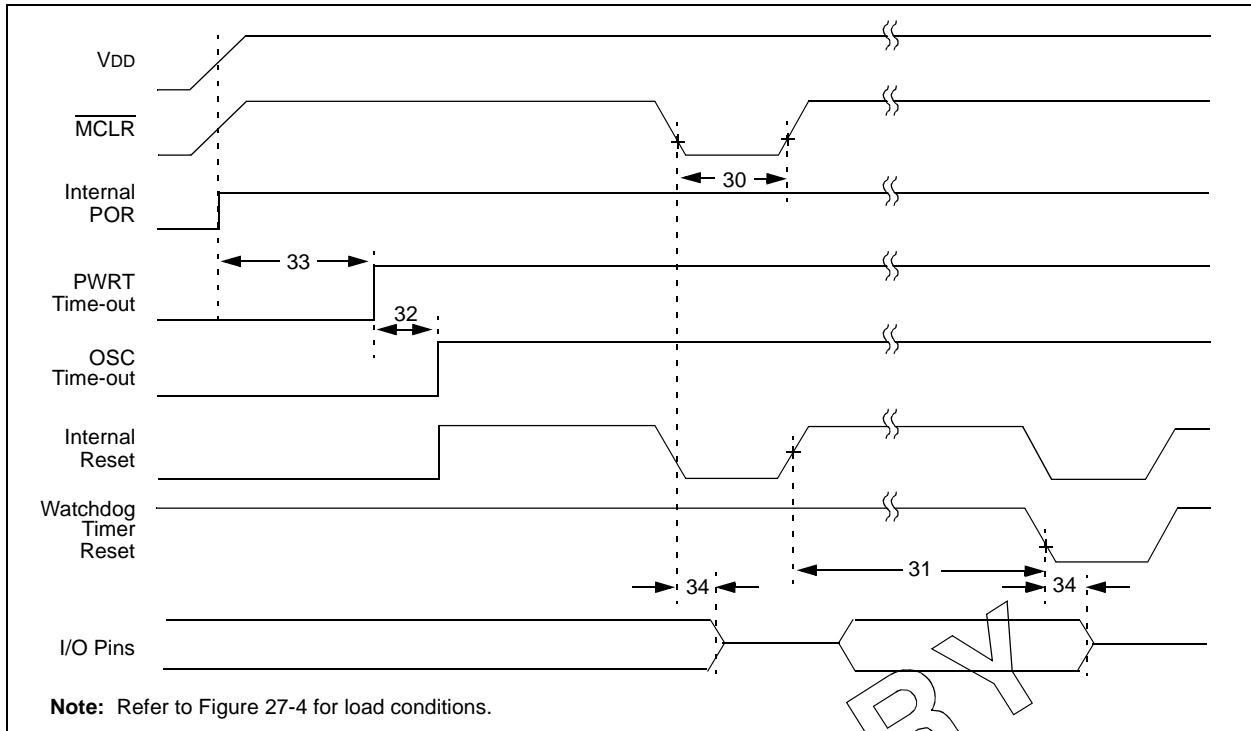 VDD
MCLR
30
Internal
POR
33
PWRT
Time-out
32
OSC
Time-out
Internal
Reset
Watchdog
Timer
Reset
31
34
34
I/O Pins
Note: Refer to Figure 27-4 for load conditions.
RY